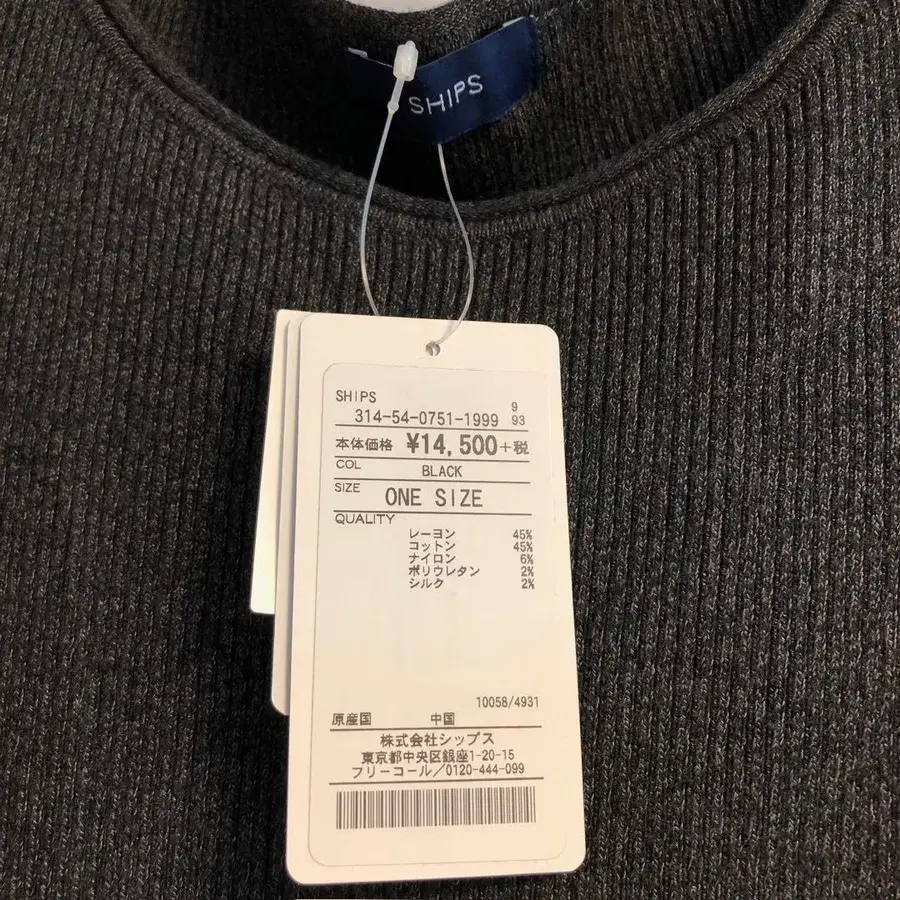 SHIPS
SHIPS
314-54-0751-1999 9
93
本体価格 ¥14,500+税
COL BLACK
SIZE ONE SIZE
QUALITY
レーヨン 45%
コットン 45%
ナイロン 6%
ポリウレタン 2%
シルク 2%
10058/4931
原産国 中国
株式会社シップス
東京都中央区銀座1-20-15
フリーコール/0120-444-099